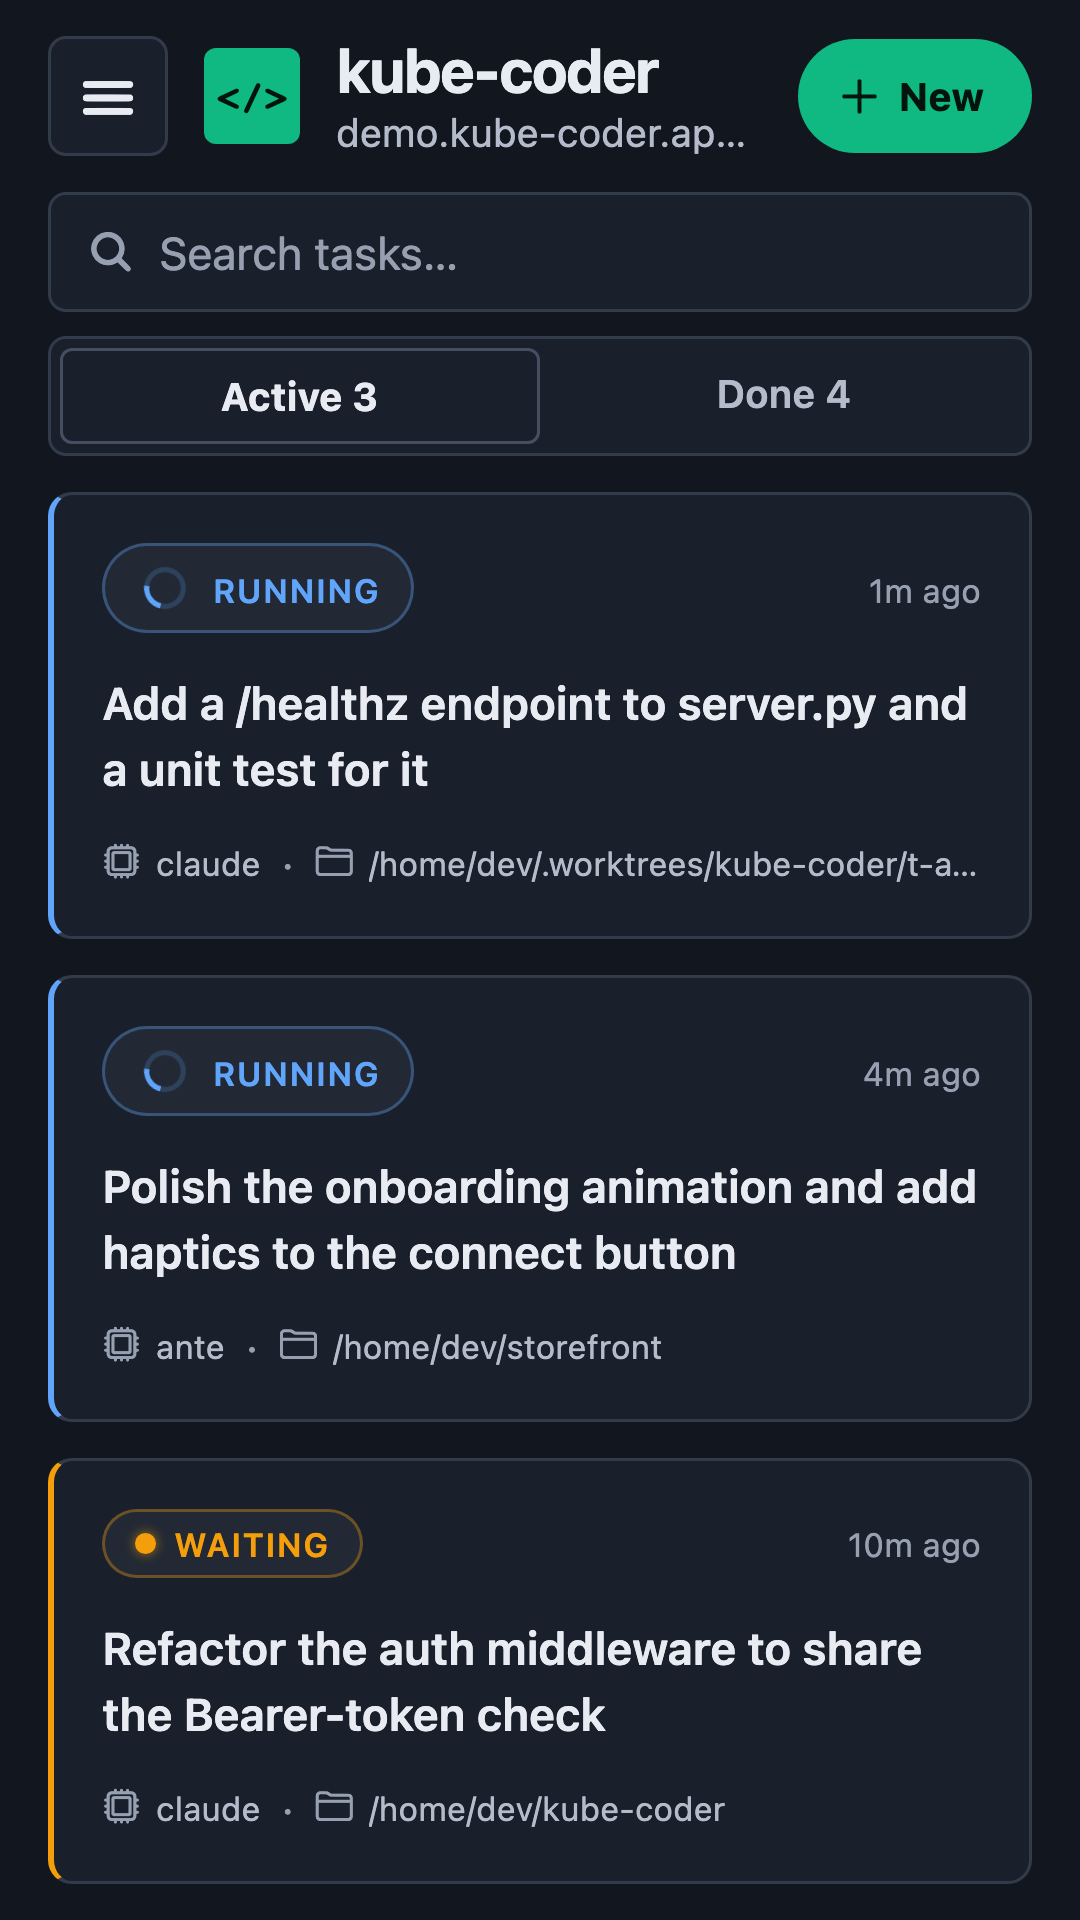 </>
kube-coder
demo.kube-coder.ap...
+ New
Search tasks...
Active 3
Done 4
RUNNING
1m ago
Add a /healthz endpoint to server.py and
a unit test for it
claude · /home/dev/.worktrees/kube-coder/t-a...
RUNNING
4m ago
Polish the onboarding animation and add
haptics to the connect button
ante · /home/dev/storefront
WAITING
10m ago
Refactor the auth middleware to share
the Bearer-token check
claude · /home/dev/kube-coder